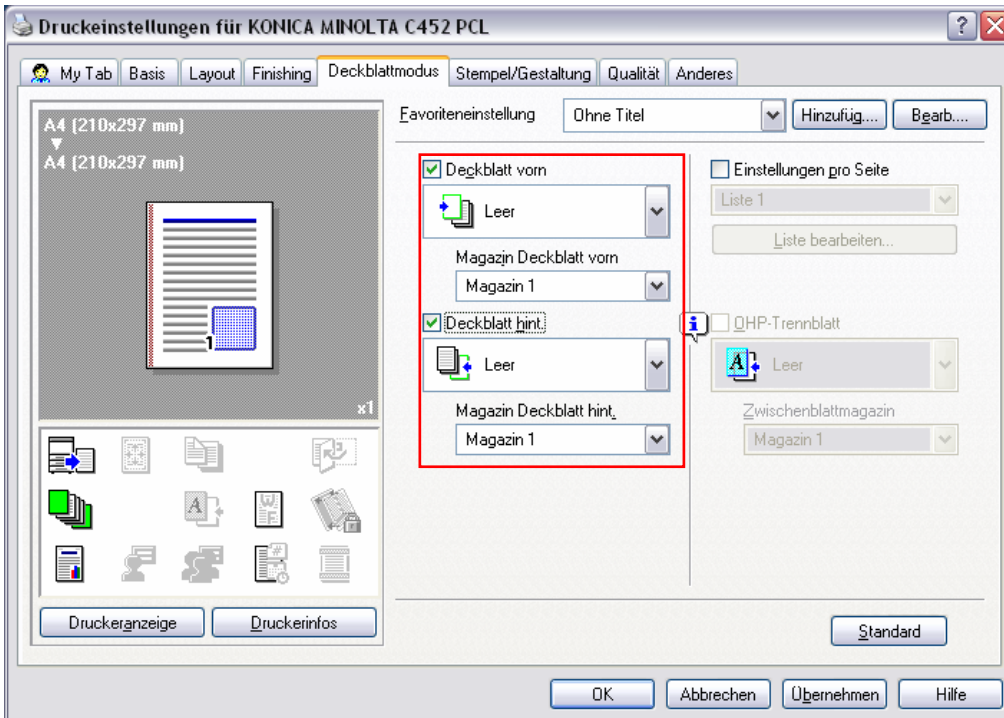 Druckeinstellungen für KONICA MINOLTA C452 PCL
My Tab Basis Layout Finishing Deckblattmodus Stempel/Gestaltung Qualität Anderes
A4 (210x297 mm)
A4 (210x297 mm)
1
x1
Druckeranzeige Druckerinfos
Favoriteneinstellung Ohne Titel Hinzufüg.... Bearb....
Deckblatt vorn
Leer
Magazin Deckblatt vorn
Magazin 1
Deckblatt hint.
Leer
Magazin Deckblatt hint.
Magazin 1
Einstellungen pro Seite
Liste 1
Liste bearbeiten...
OHP-Trennblatt
A Leer
Zwischenblattmagazin
Magazin 1
Standard
OK Abbrechen Übernehmen Hilfe